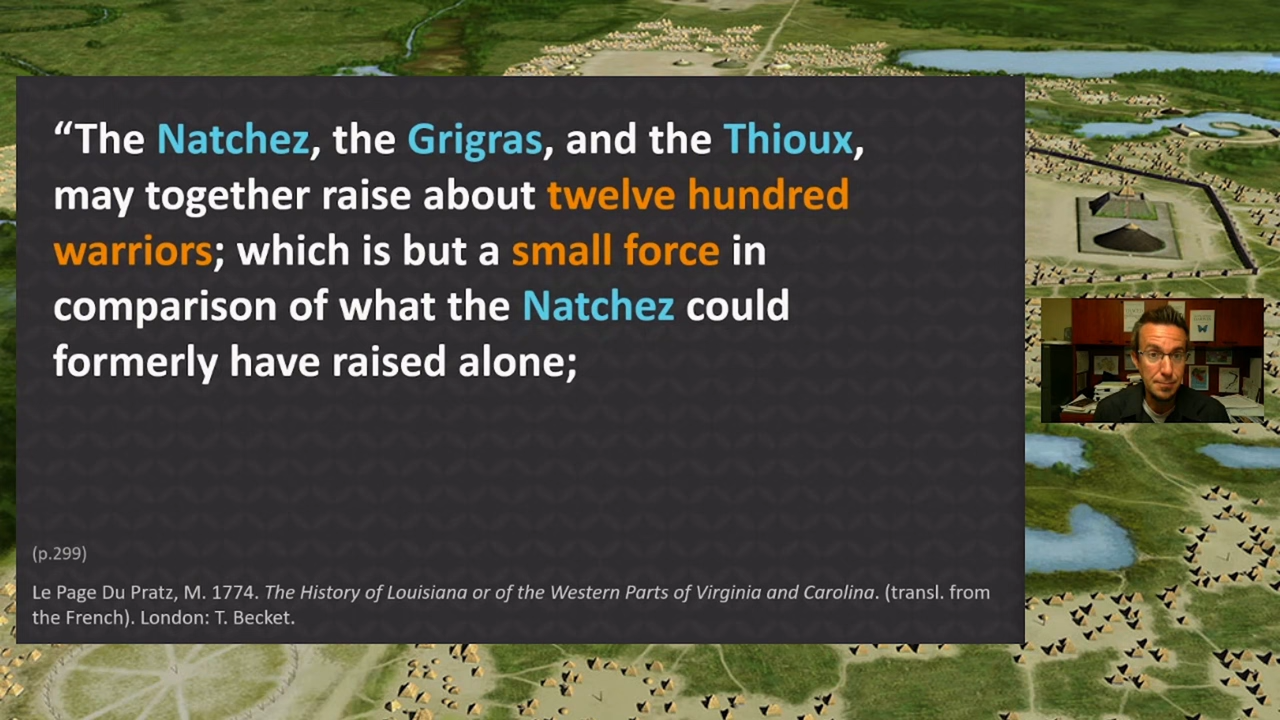 “The Natchez, the Grigras, and the Thioux,
may together raise about twelve hundred
warriors; which is but a small force in
comparison of what the Natchez could
formerly have raised alone;
(p.299)
Le Page Du Pratz, M. 1774. The History of Louisiana or of the Western Parts of Virginia and Carolina. (transl. from
the French). London: T. Becket.